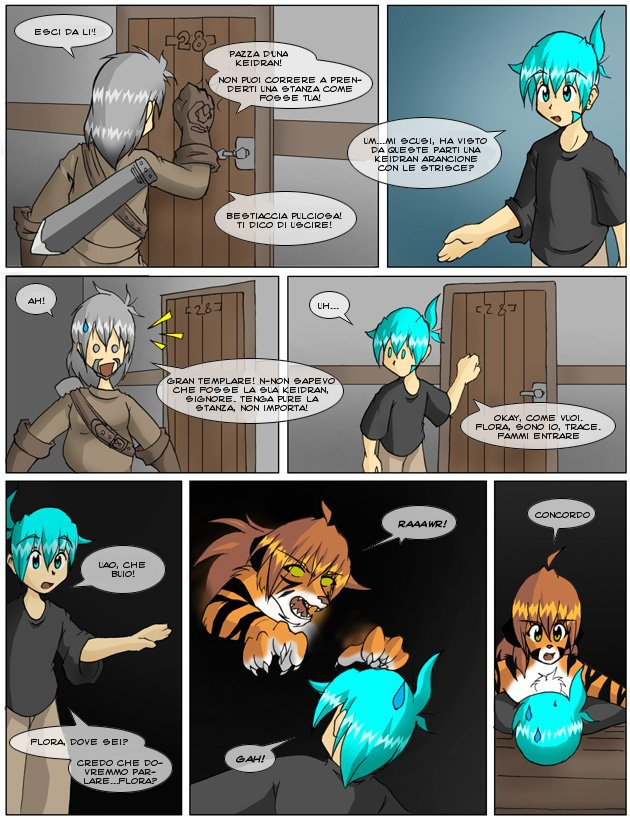 ESCI DA LI'!
-28-
PAZZA D'UNA
KEIDRAN!
NON PUOI CORRERE A PREN-
DERTI UNA STANZA COME
FOSSE TUA!
BESTIACCIA PULCIOSA!
TI DICO DI USCIRE!
UM...MI SCUSI, HA VISTO
DA QUESTE PARTI UNA
KEIDRAN ARANCIONE
CON LE STRISCE?
AH!
-28-
GRAN TEMPLARE! N-NON SAPEVO
CHE FOSSE LA SUA KEIDRAN,
SIGNORE. TENGA PURE LA
STANZA, NON IMPORTA!
UH...
-28-
OKAY, COME VUOI.
FLORA, SONO IO, TRACE.
FAMMI ENTRARE
UAO, CHE
BUIO!
FLORA, DOVE SEI?
CREDO CHE DO-
VREMMO PAR-
LARE...FLORA?
RAAAWR!
GAH!
CONCORDO